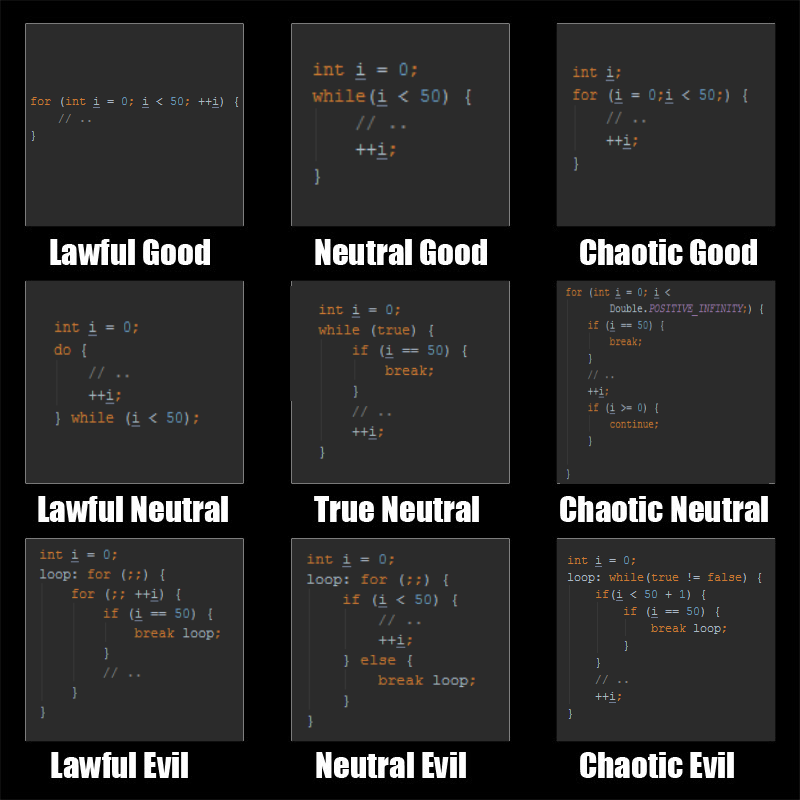 for (int i = 0; i < 50; ++i) {
    // ..
}
Lawful Good
int i = 0;
while(i < 50) {
    // ..
    ++i;
}
Neutral Good
int i;
for (i = 0;i < 50;) {
    // ..
    ++i;
}
Chaotic Good
int i = 0;
do {
    // ..
    ++i;
} while (i < 50);
Lawful Neutral
int i = 0;
while (true) {
    if (i == 50) {
        break;
    }
    // ..
    ++i;
}
True Neutral
for (int i = 0; i <
        Double.POSITIVE_INFINITY;) {
    if (i == 50) {
        break;
    }
    // ..
    ++i;
    if (i >= 0) {
        continue;
    }

}
Chaotic Neutral
int i = 0;
loop: for (;;) {
    for (;; ++i) {
        if (i == 50) {
            break loop;
        }
        // ..
    }
}
Lawful Evil
int i = 0;
loop: for (;;) {
    if (i < 50) {
        // ..
        ++i;
    } else {
        break loop;
    }
}
Neutral Evil
int i = 0;
loop: while(true != false) {
    if(i < 50 + 1) {
        if (i == 50) {
            break loop;
        }
    }
    // ..
    ++i;
}
Chaotic Evil